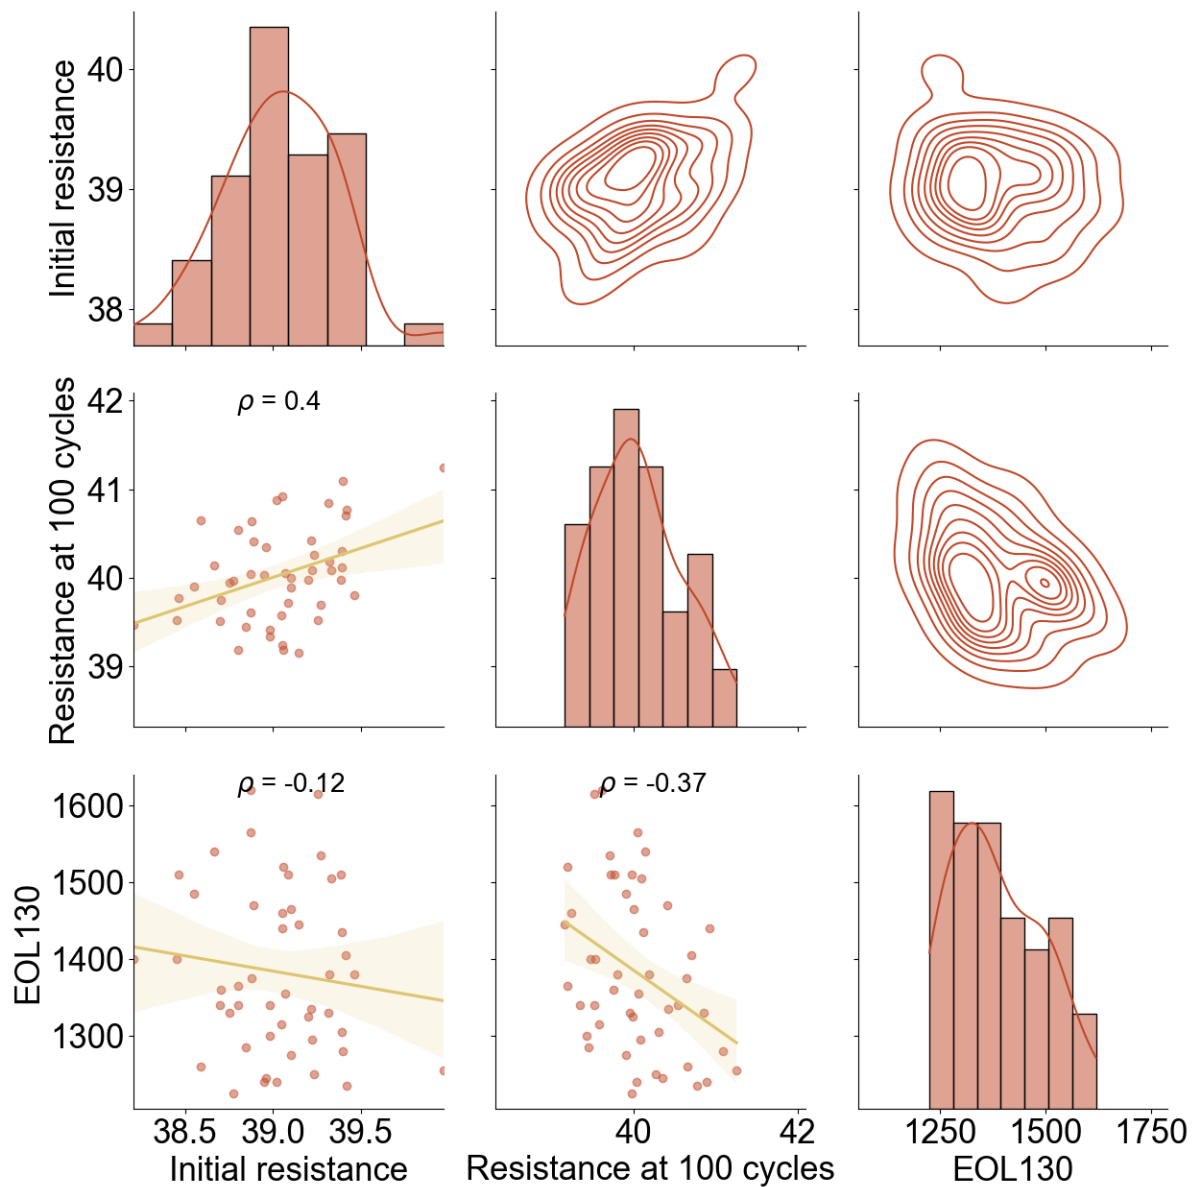 Initial resistance
40
39
38
Resistance at 100 cycles
42
41
40
39
ρ = 0.4
EOL130
1600
1500
1400
1300
ρ = -0.12
ρ = -0.37
38.5 39.0 39.5
40 42
1250 1500 1750
Initial resistance
Resistance at 100 cycles
EOL130